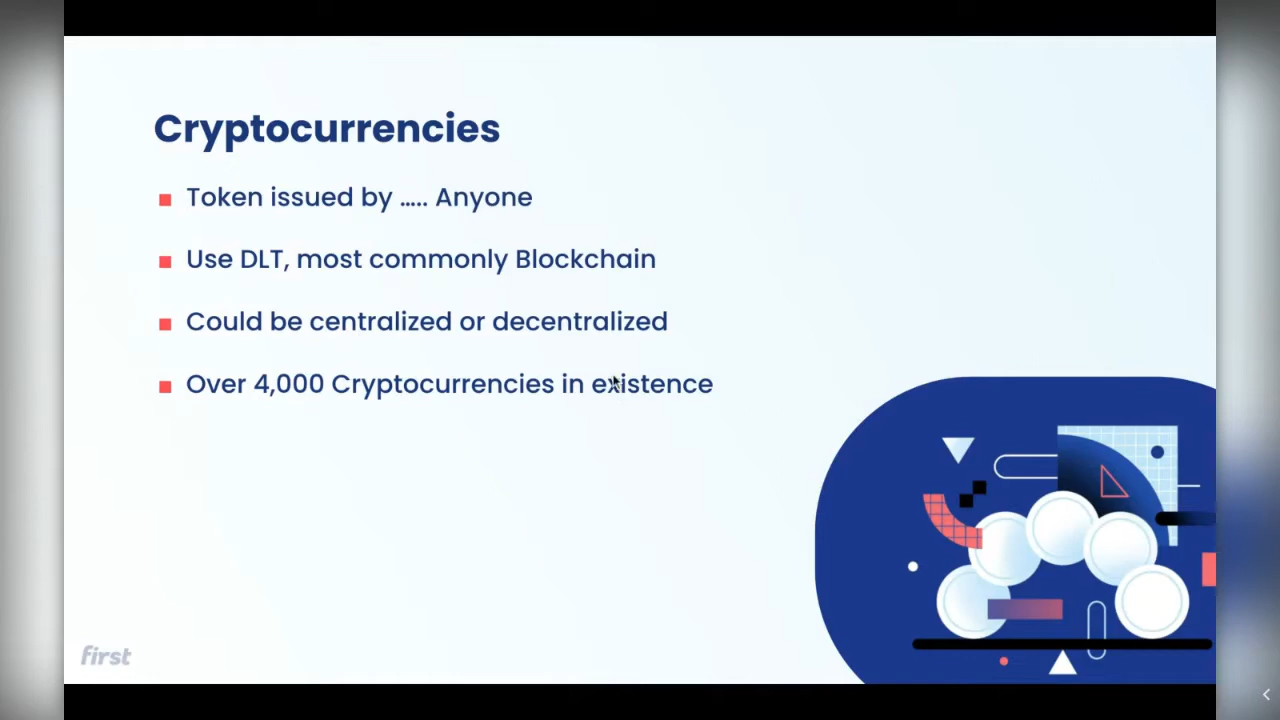 Cryptocurrencies
Token issued by ..... Anyone
Use DLT, most commonly Blockchain
Could be centralized or decentralized
Over 4,000 Cryptocurrencies in existence
first